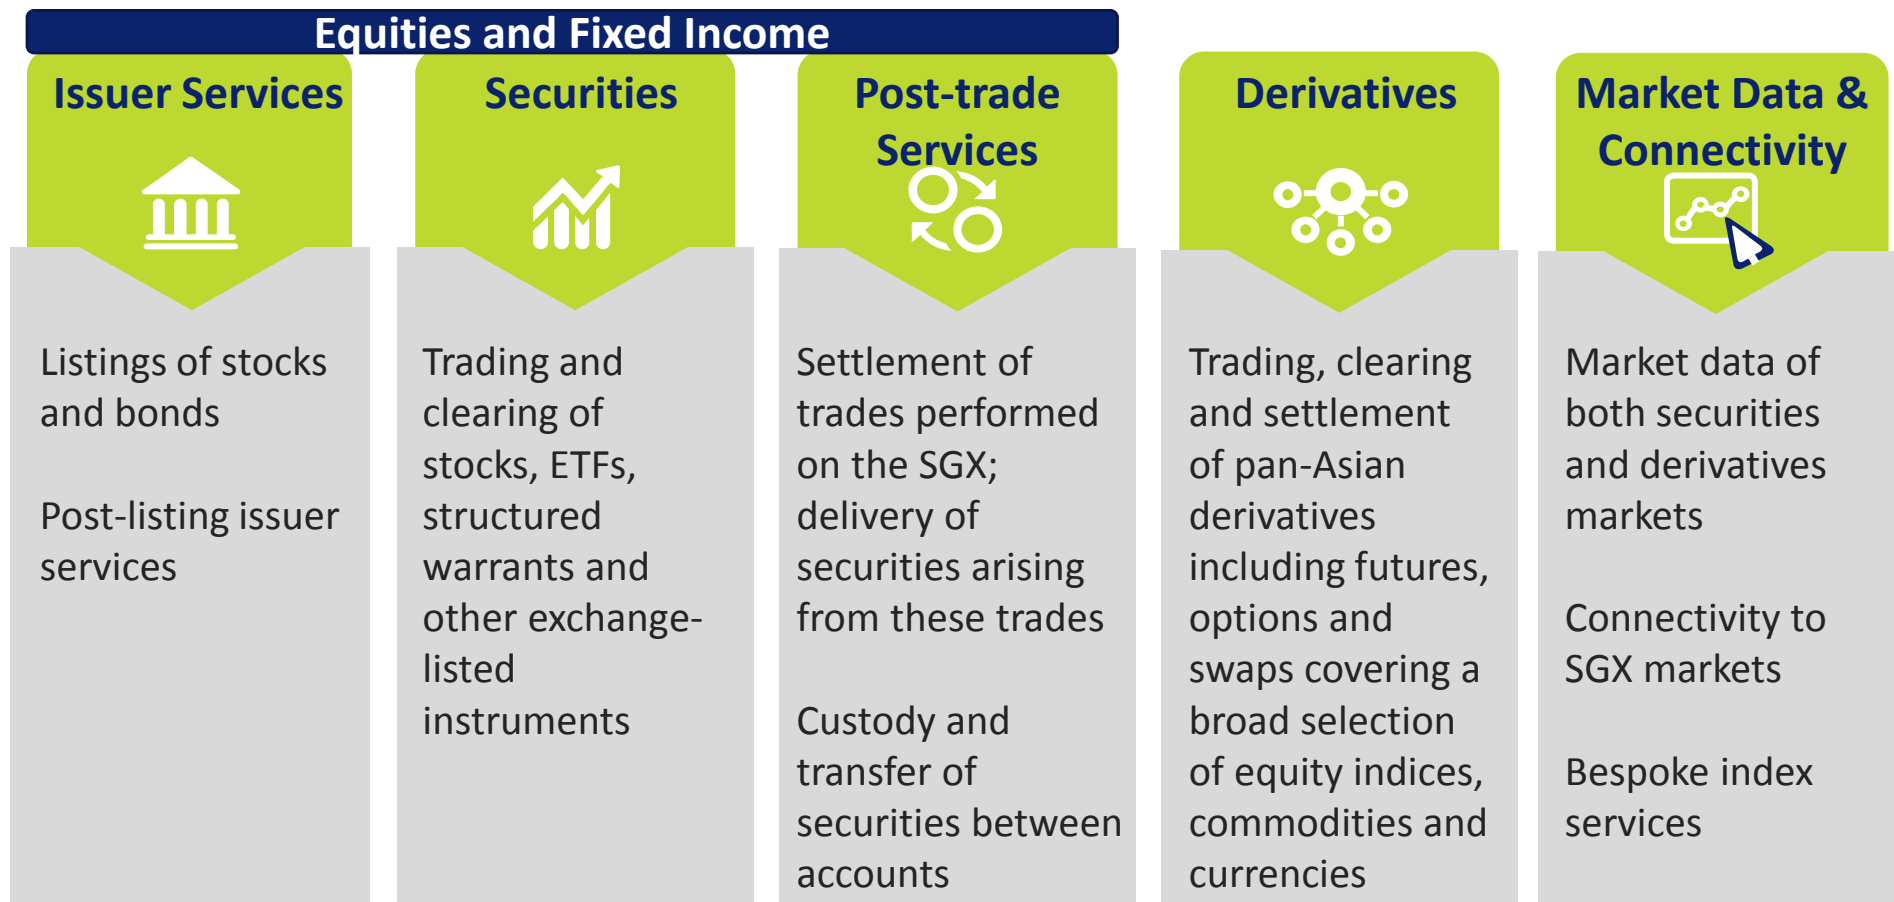 Equities and Fixed Income
Issuer Services
Listings of stocks
and bonds
Post-listing issuer
services
Securities
Trading and
clearing of
stocks, ETFs,
structured
warrants and
other exchange-
listed
instruments
Post-trade
Services
Settlement of
trades performed
on the SGX;
delivery of
securities arising
from these trades
Custody and
transfer of
securities between
accounts
Derivatives
Trading, clearing
and settlement
of pan-Asian
derivatives
including futures,
options and
swaps covering a
broad selection
of equity indices,
commodities and
currencies
Market Data &
Connectivity
Market data of
both securities
and derivatives
markets
Connectivity to
SGX markets
Bespoke index
services